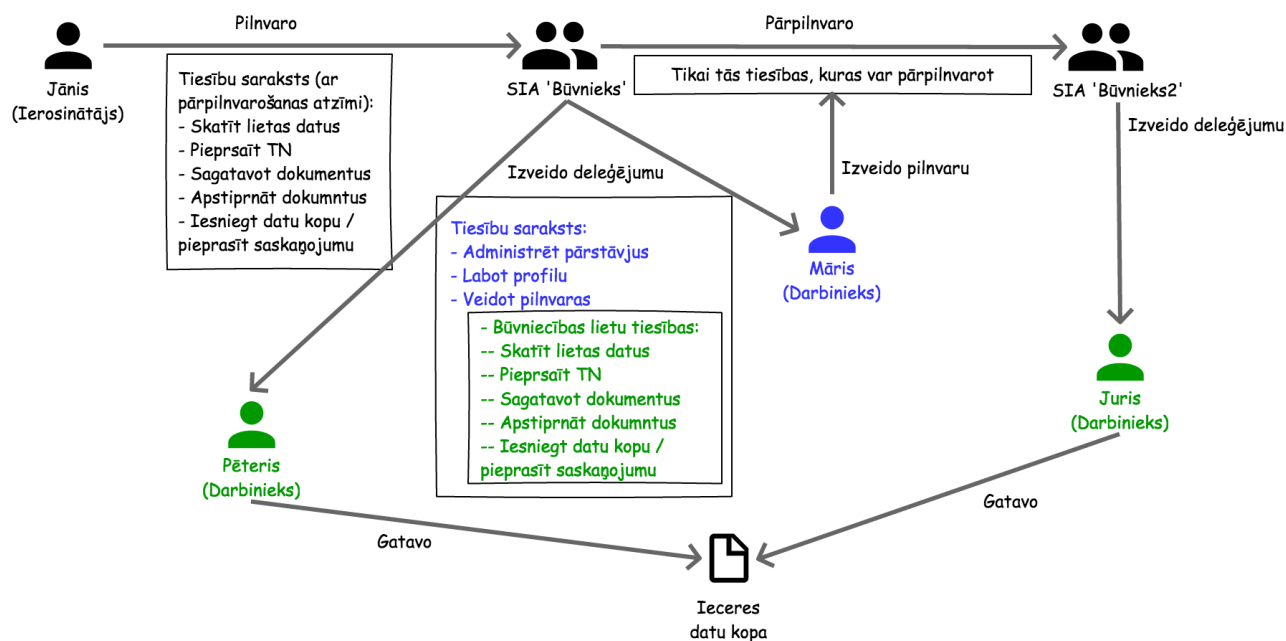 Pilnvaro
Pārpilnvaro
Jānis
(Ierosinātājs)
Tiesību saraksts (ar
pārpilnvarošanas atzīmi):
- Skatīt lietas datus
- Pieprsaīt TN
- Sagatavot dokumentus
- Apstiprnāt dokumntus
- Iesniegt datu kopu /
pieprasīt saskaņojumu
SIA 'Būvnieks'
Tikai tās tiesības, kuras var pārpilnvarot
SIA 'Būvnieks2'
Izveido deleģējumu
Izveido deleģējumu
Izveido pilnvaru
Tiesību saraksts:
- Administrēt pārstāvjus
- Labot profilu
- Veidot pilnvaras
- Būvniecības lietu tiesības:
-- Skatīt lietas datus
-- Pieprsaīt TN
-- Sagatavot dokumentus
-- Apstiprnāt dokumntus
-- Iesniegt datu kopu /
pieprasīt saskaņojumu
Māris
(Darbinieks)
Juris
(Darbinieks)
Pēteris
(Darbinieks)
Gatavo
Gatavo
Ieceres
datu kopa